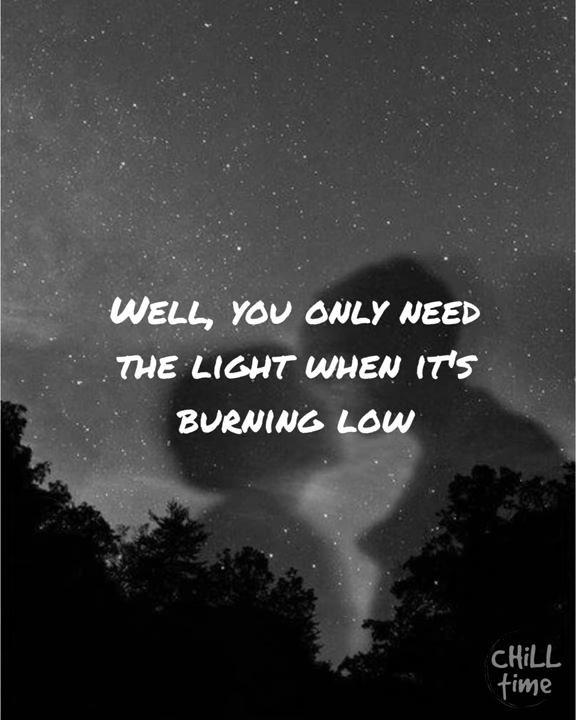 Well, you only need
the light when it's
burning low
CHiLL
time